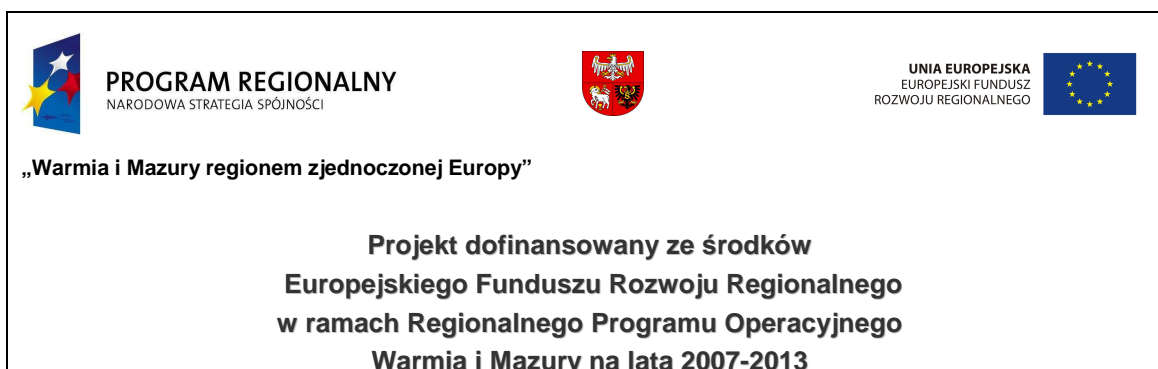 PROGRAM REGIONALNY
NARODOWA STRATEGIA SPÓJNOŚCI
UNIA EUROPEJSKA
EUROPEJSKI FUNDUSZ
ROZWOJU REGIONALNEGO
„Warmia i Mazury regionem zjednoczonej Europy”
Projekt dofinansowany ze środków
Europejskiego Funduszu Rozwoju Regionalnego
w ramach Regionalnego Programu Operacyjnego
Warmia i Mazury na lata 2007-2013